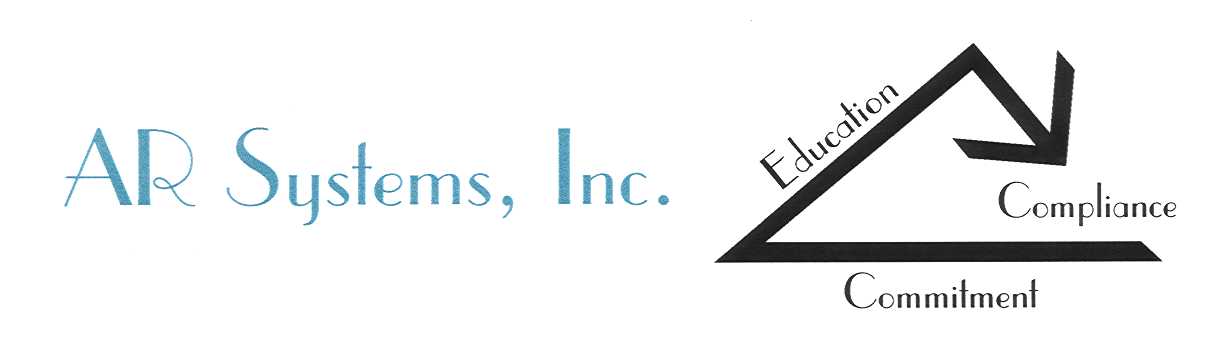 AR Systems, Inc.
Education
Compliance
Commitment